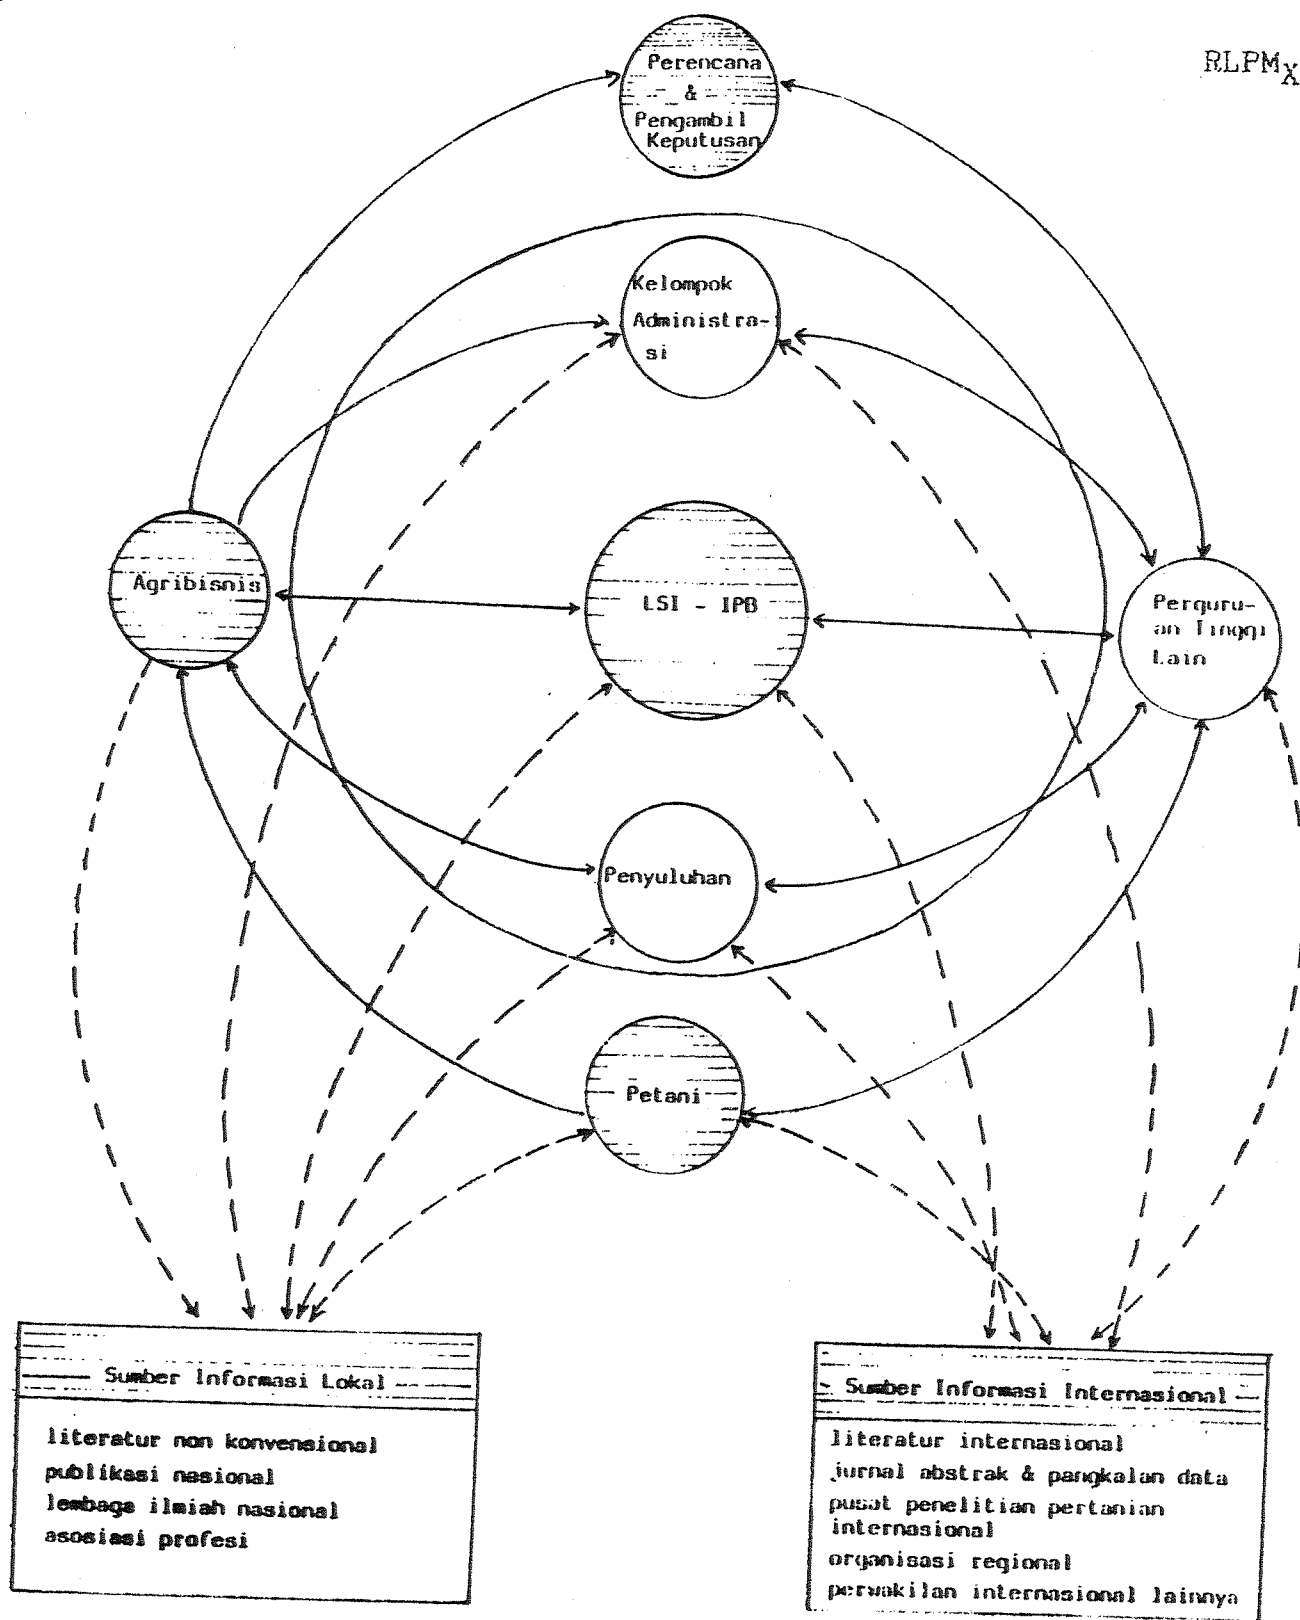 RLPMχ
Perencana
&
Pengambil
Keputusan
Kelompok
Administra-
si
Agribisnis
LSI - IPB
Perguru-
an Tinggi
Lain
Penyuluhan
Petani
Sumber Informasi Lokal
literatur non konvensional
publikasi nasional
lembaga ilmiah nasional
asosiasi profesi
Sumber Informasi Internasional
literatur internasional
jurnal abstrak & pangkalan data
pusat penelitian pertanian
internasional
organisasi regional
perwakilan internasional lainnya